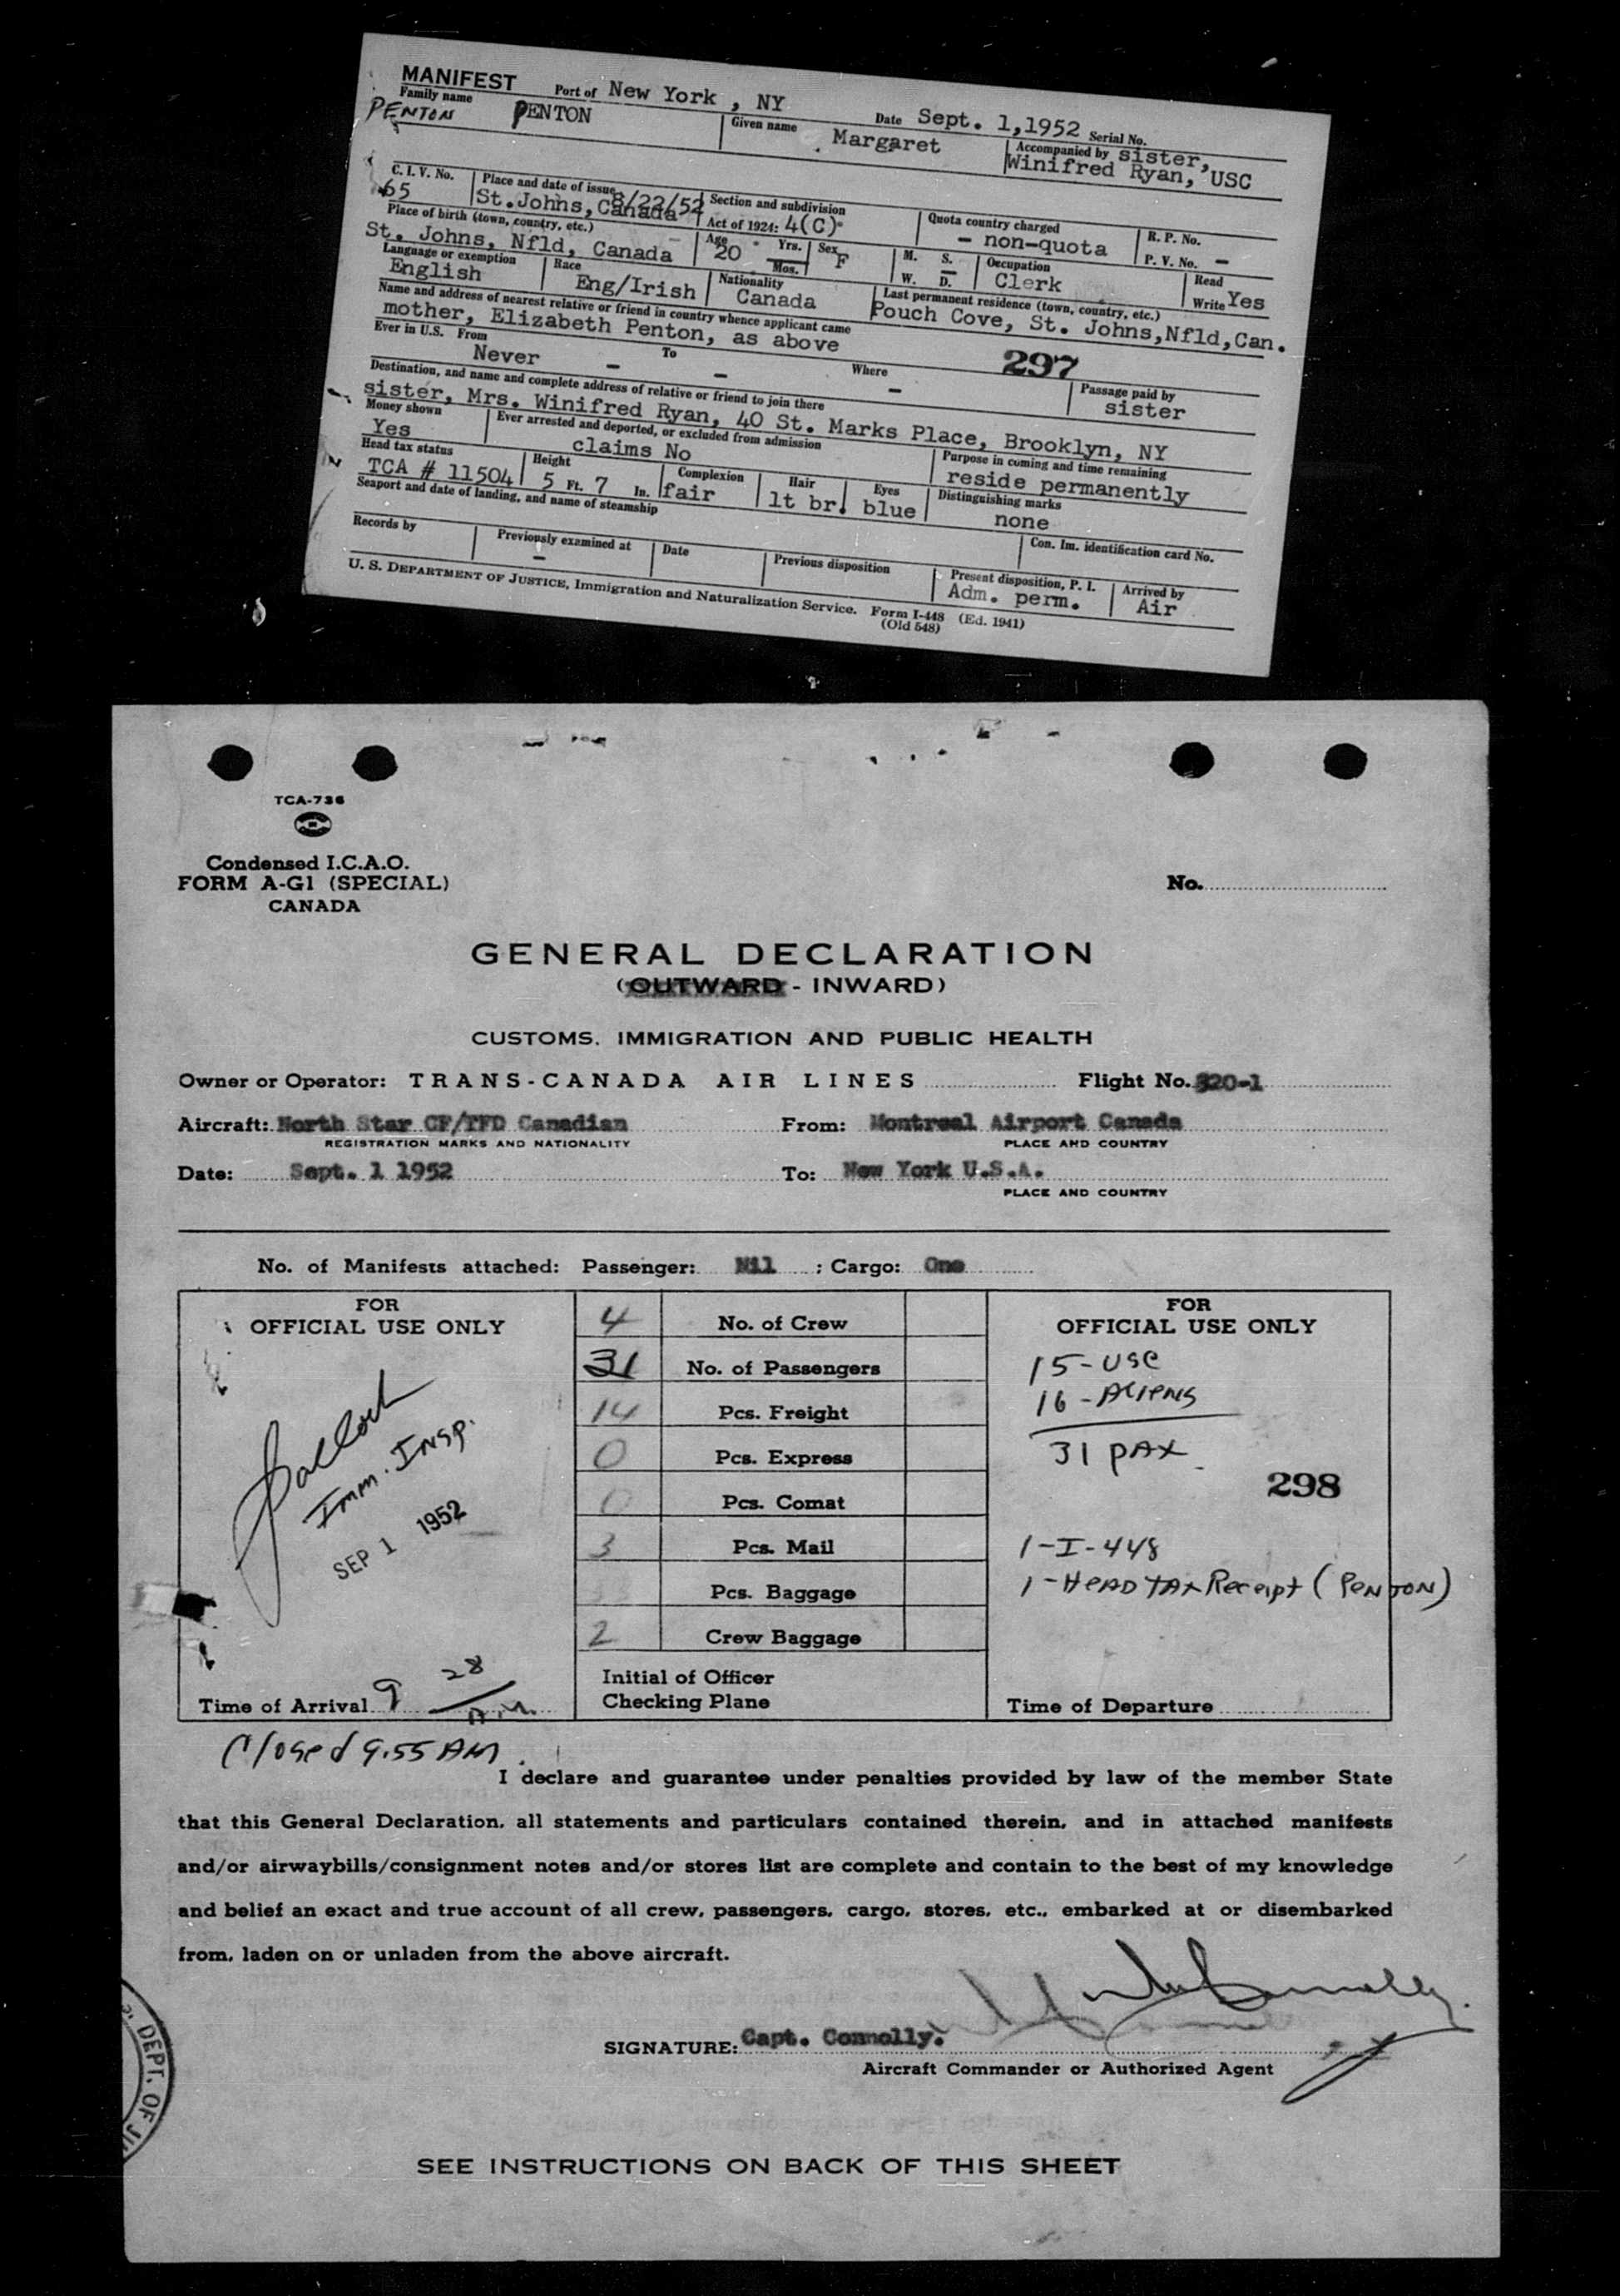 MANIFEST Port of New York, NY Date Sept. 1,1952 Serial No.
Family name PENTON PENTON Given name Margaret Accompanied by sister, Winifred Ryan, USC
C. I. V. No. 65 Place and date of issue St.Johns, Canada 8/22/52 Section and subdivision Act of 1924: 4(C) Quota country charged - non-quota R. P. No. P. V. No. -
Place of birth (town, country, etc.) St. Johns, Nfld, Canada Age 20 Yrs. Mos. Sex F M. S. W. D. Occupation Clerk Read Write Yes
Language or exemption English Race Eng/Irish Nationality Canada Last permanent residence (town, country, etc.) Pouch Cove, St. Johns,Nfld,Can.
Name and address of nearest relative or friend in country whence applicant came
mother, Elizabeth Penton, as above
297
Ever in U.S. From Never - To - Where - Passage paid by sister
Destination, and name and complete address of relative or friend to join there
sister, Mrs. Winifred Ryan, 40 St. Marks Place, Brooklyn, NY
Money shown Yes Ever arrested and deported, or excluded from admission claims No Purpose in coming and time remaining reside permanently
Head tax status TCA # 11504 Height 5 Ft. 7 In. Complexion fair Hair lt br. Eyes blue Distinguishing marks none
Seaport and date of landing, and name of steamship Con. Im. identification card No.
Records by Previously examined at - Date Previous disposition Present disposition, P. I. Adm. perm. Arrived by Air
U. S. DEPARTMENT OF JUSTICE, Immigration and Naturalization Service. Form I-448 (Ed. 1941)
(Old 548)
TCA-736
Condensed I.C.A.O.
FORM A-G1 (SPECIAL)
CANADA
No.
GENERAL DECLARATION
(OUTWARD - INWARD)
CUSTOMS, IMMIGRATION AND PUBLIC HEALTH
Owner or Operator: TRANS-CANADA AIR LINES Flight No. 320-1
Aircraft: North Star CF/TFD Canadian From: Montreal Airport Canada
REGISTRATION MARKS AND NATIONALITY PLACE AND COUNTRY
Date: Sept. 1 1952 To: New York U.S.A.
PLACE AND COUNTRY
No. of Manifests attached: Passenger: Nil ; Cargo: One
FOR
OFFICIAL USE ONLY
Imm. Insp.
SEP 1 1952
Time of Arrival 9 28 A.M.
4 No. of Crew
31 No. of Passengers
14 Pcs. Freight
0 Pcs. Express
0 Pcs. Comat
3 Pcs. Mail
Pcs. Baggage
2 Crew Baggage
Initial of Officer
Checking Plane
FOR
OFFICIAL USE ONLY
15-USC
16-ALIENS
31 PAX
298
1-I-448
1-HEAD TAX Receipt (PENTON)
Time of Departure
Closed 9.55 AM.
I declare and guarantee under penalties provided by law of the member State
that this General Declaration, all statements and particulars contained therein, and in attached manifests
and/or airwaybills/consignment notes and/or stores list are complete and contain to the best of my knowledge
and belief an exact and true account of all crew, passengers, cargo, stores, etc., embarked at or disembarked
from, laden on or unladen from the above aircraft.
SIGNATURE: Capt. Connolly.
Aircraft Commander or Authorized Agent
DEPT. OF
SEE INSTRUCTIONS ON BACK OF THIS SHEET